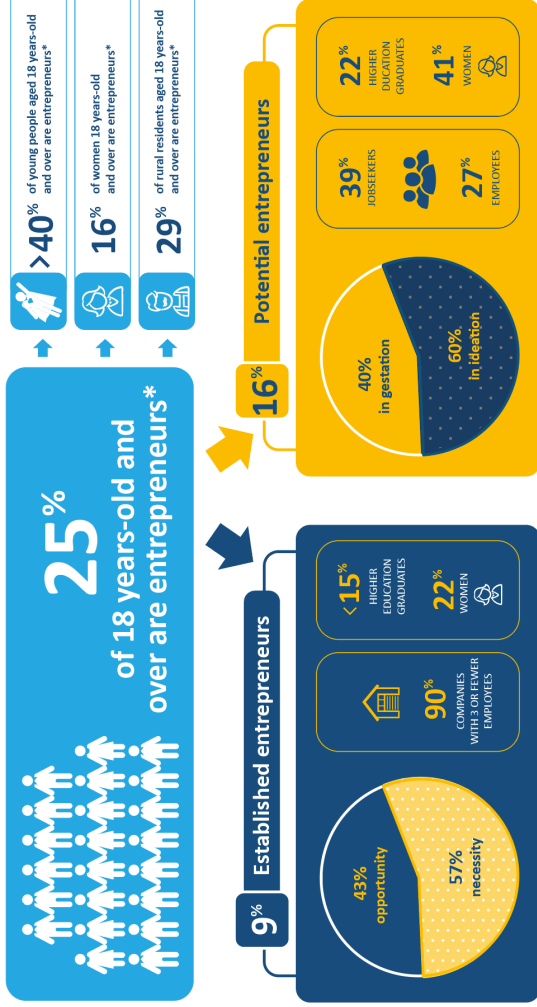 25%
of 18 years-old and
over are entrepreneurs*
>40%
of young people aged 18 years-old
and over are entrepreneurs*
16%
of women 18 years-old
and over are entrepreneurs*
29%
of rural residents aged 18 years-old
and over are entrepreneurs*
9%
Established entrepreneurs
43%
opportunity
57%
necessity
90%
COMPANIES
WITH 3 OR FEWER
EMPLOYEES
<15%
HIGHER
EDUCATION
GRADUATES
22%
WOMEN
16%
Potential entrepreneurs
40%
in gestation
60%
in ideation
39%
JOBSEEKERS
27%
EMPLOYEES
22%
HIGHER
DUCATION
GRADUATES
41%
WOMEN